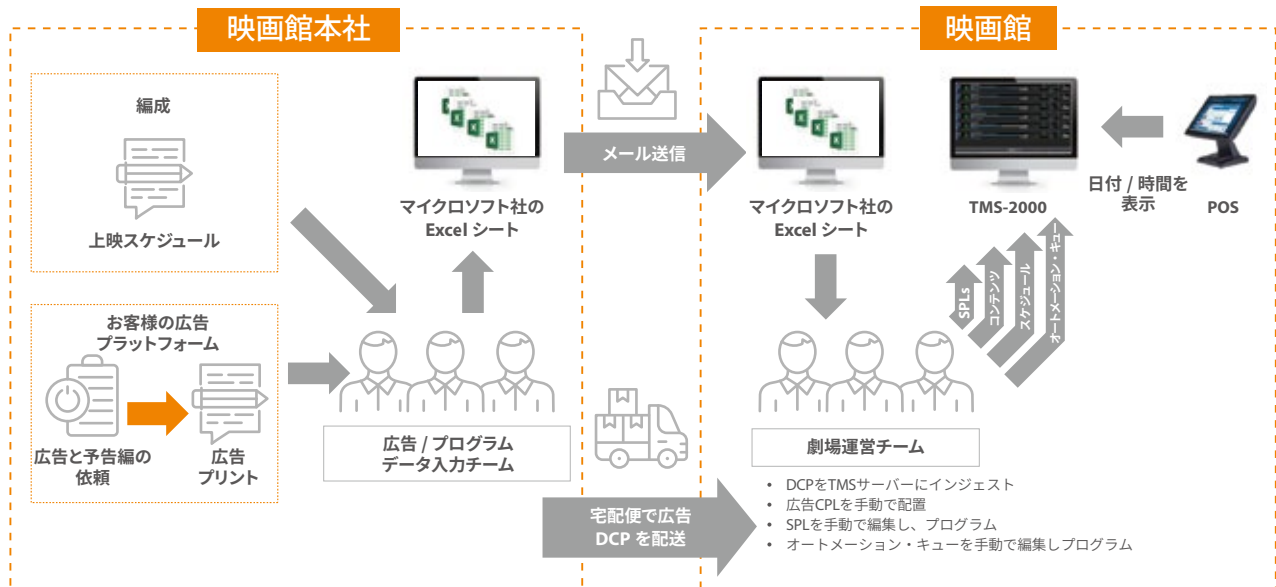 映画館本社
編成
上映スケジュール
お客様の広告
プラットフォーム
広告と予告編の
依頼
広告
プリント
マイクロソフト社の
Excel シート
広告 / プログラム
データ入力チーム
メール送信
宅配便で広告
DCP を配送
映画館
マイクロソフト社の
Excel シート
TMS-2000
日付 / 時間を
表示
POS
SPLs
コンテンツ
スケジュール
オートメーション・キュー
劇場運営チーム
• DCPをTMSサーバーにインジェスト
• 広告CPLを手動で配置
• SPLを手動で編集し、プログラム
• オートメーション・キューを手動で編集しプログラム